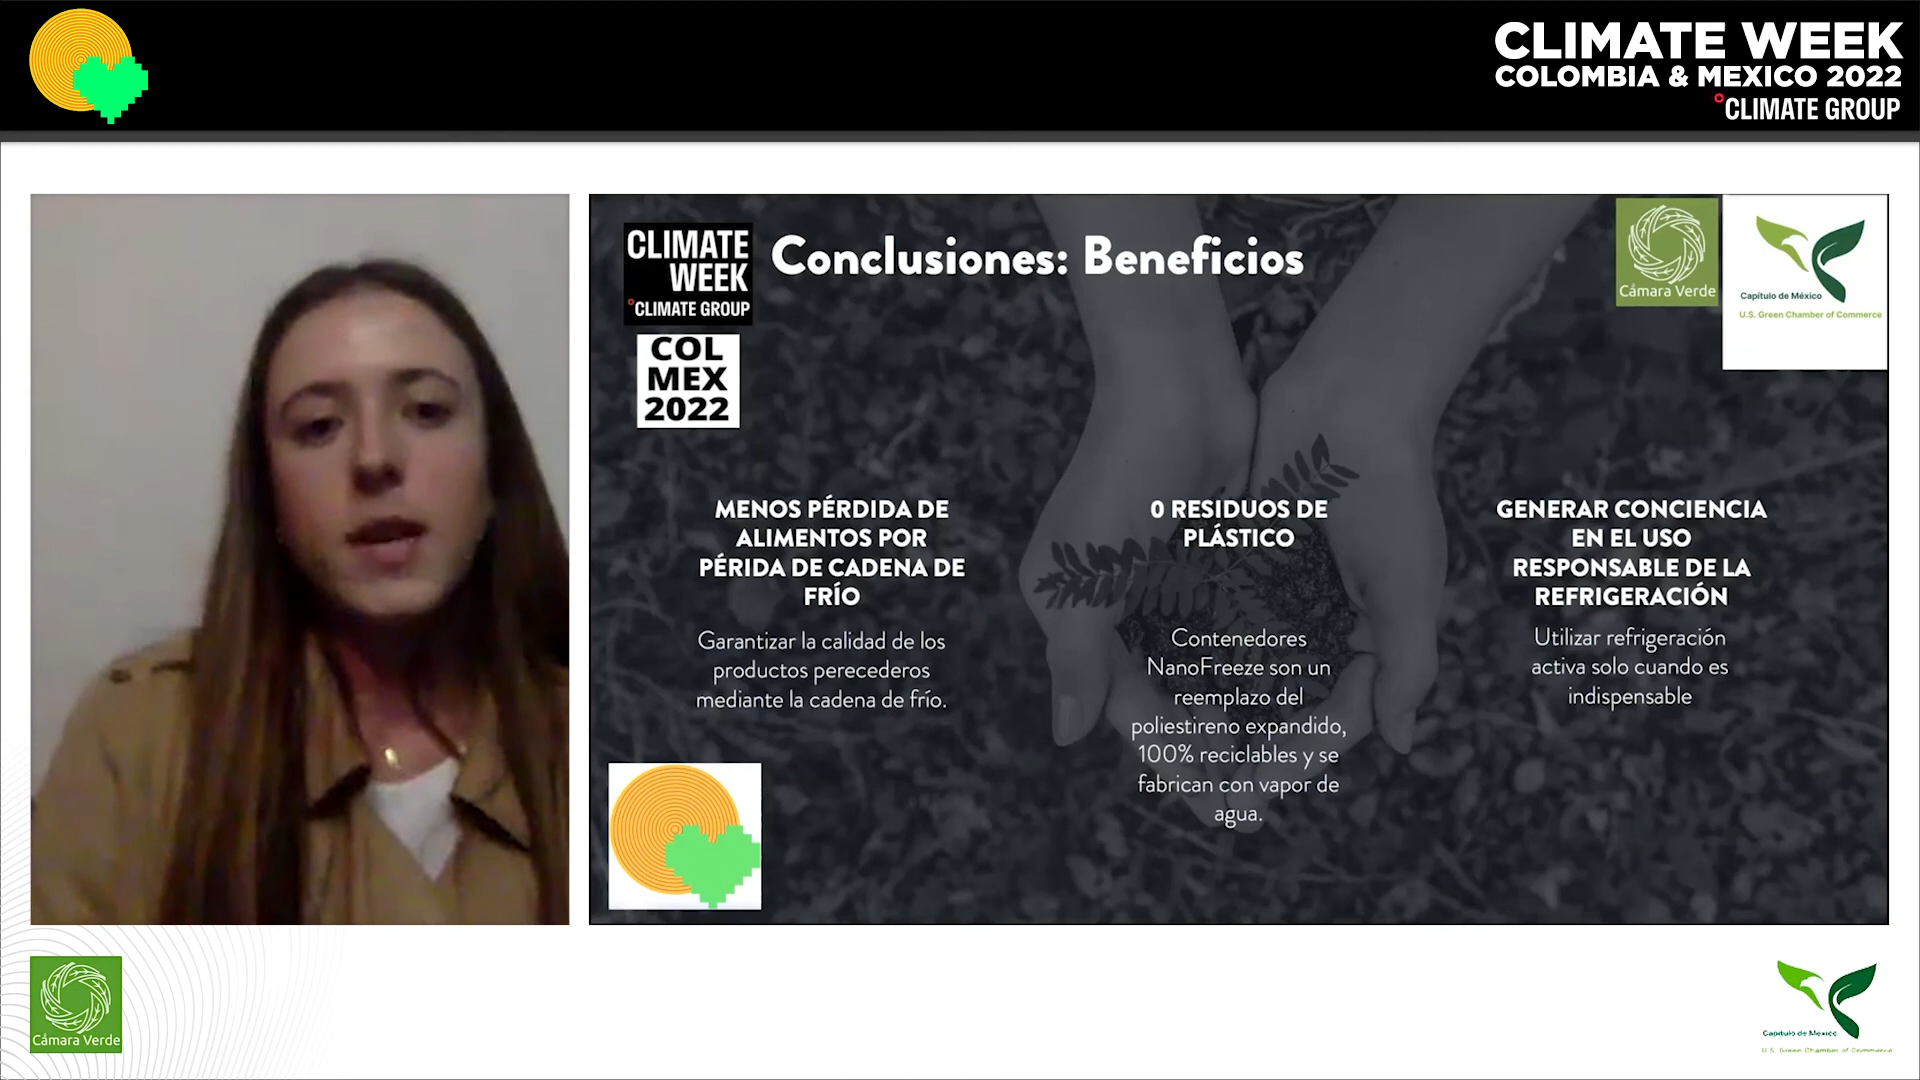 CLIMATE WEEK
COLOMBIA & MEXICO 2022
°CLIMATE GROUP
CLIMATE
WEEK
°CLIMATE GROUP
COL
MEX
2022
Conclusiones: Beneficios
Cámara Verde
Capítulo de México
U.S. Green Chamber of Commerce
MENOS PÉRDIDA DE
ALIMENTOS POR
PÉRIDA DE CADENA DE
FRÍO
Garantizar la calidad de los
productos perecederos
mediante la cadena de frío.
0 RESIDUOS DE
PLÁSTICO
Contenedores
NanoFreeze son un
reemplazo del
poliestireno expandido,
100% reciclables y se
fabrican con vapor de
agua.
GENERAR CONCIENCIA
EN EL USO
RESPONSABLE DE LA
REFRIGERACIÓN
Utilizar refrigeración
activa solo cuando es
indispensable
Cámara Verde
Capítulo de México
U.S. Green Chamber of Commerce